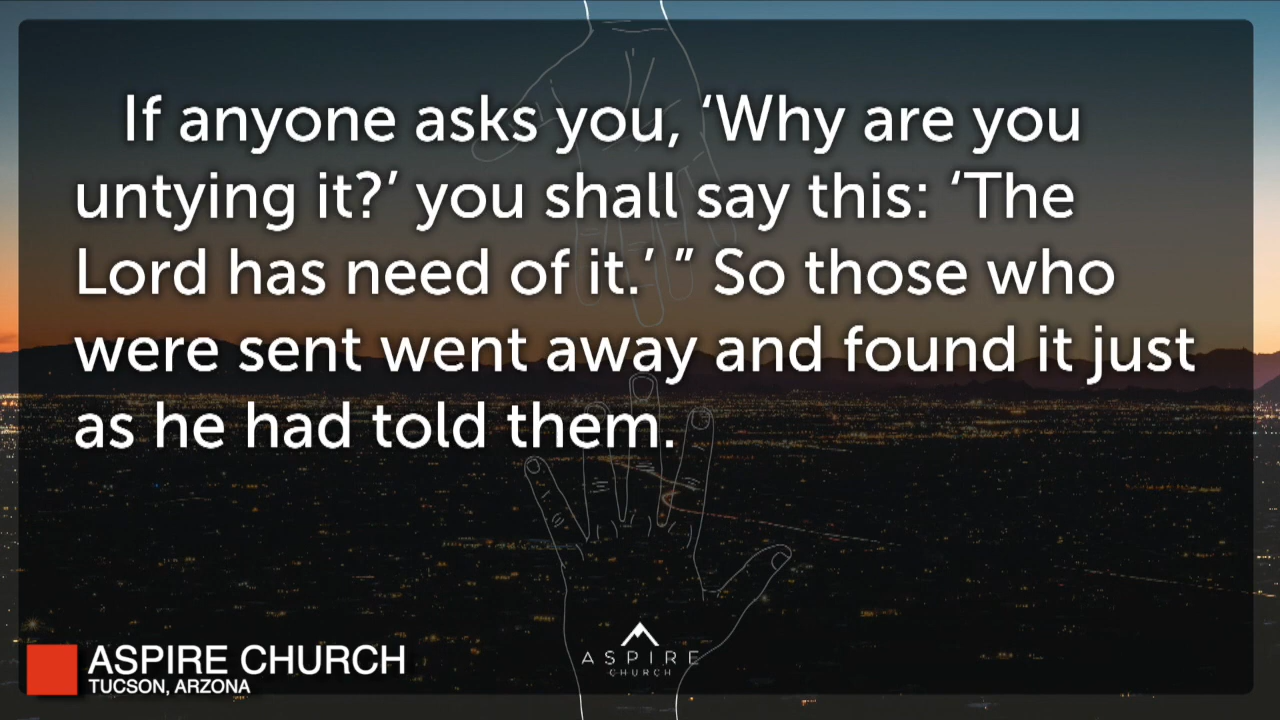 If anyone asks you, ‘Why are you
untying it?’ you shall say this: ‘The
Lord has need of it.’ ” So those who
were sent went away and found it just
as he had told them.
ASPIRE CHURCH
TUCSON, ARZONA
ASPIRE
CHURCH